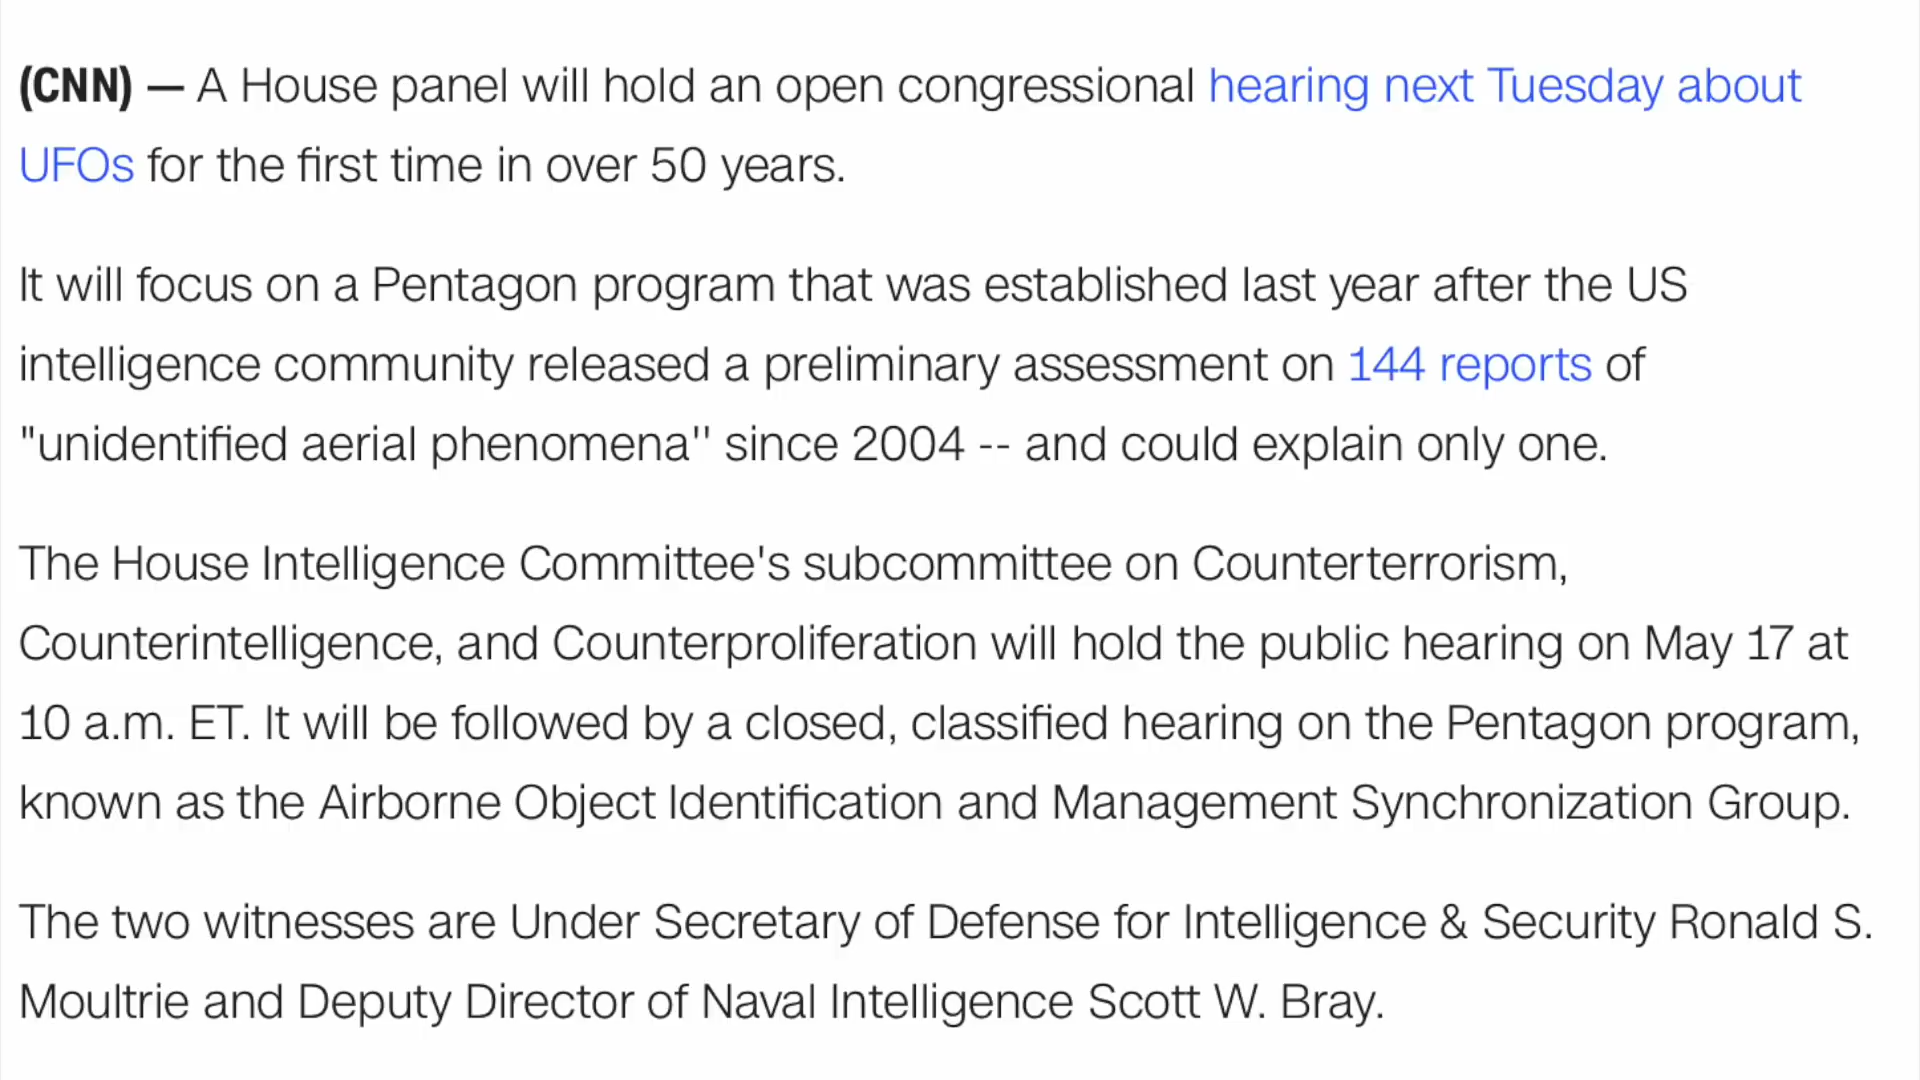 (CNN) — A House panel will hold an open congressional hearing next Tuesday about
UFOs for the first time in over 50 years.
It will focus on a Pentagon program that was established last year after the US
intelligence community released a preliminary assessment on 144 reports of
"unidentified aerial phenomena'' since 2004 -- and could explain only one.
The House Intelligence Committee's subcommittee on Counterterrorism,
Counterintelligence, and Counterproliferation will hold the public hearing on May 17 at
10 a.m. ET. It will be followed by a closed, classified hearing on the Pentagon program,
known as the Airborne Object Identification and Management Synchronization Group.
The two witnesses are Under Secretary of Defense for Intelligence & Security Ronald S.
Moultrie and Deputy Director of Naval Intelligence Scott W. Bray.